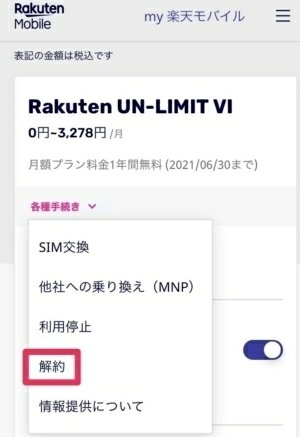 Rakuten
Mobile
my 楽天モバイル
表記の金額は税込です
Rakuten UN-LIMIT VI
0円~3,278円 /月
月額プラン料金1年間無料 (2021/06/30まで)
各種手続き
SIM交換
他社への乗り換え（MNP）
利用停止
解約
情報提供について